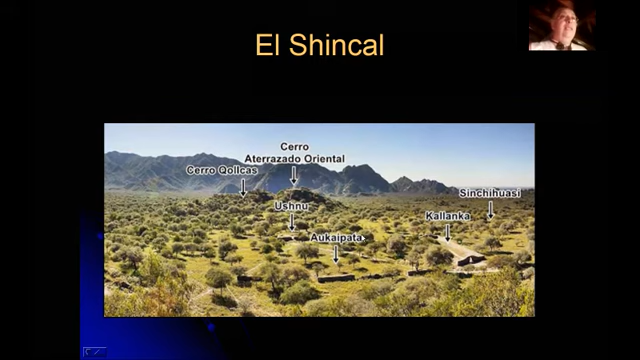 El Shincal
Cerro
Aterrazado Oriental
Cerro Qollcas
Sinchihuasi
Ushnu
Kallanka
Aukaipata